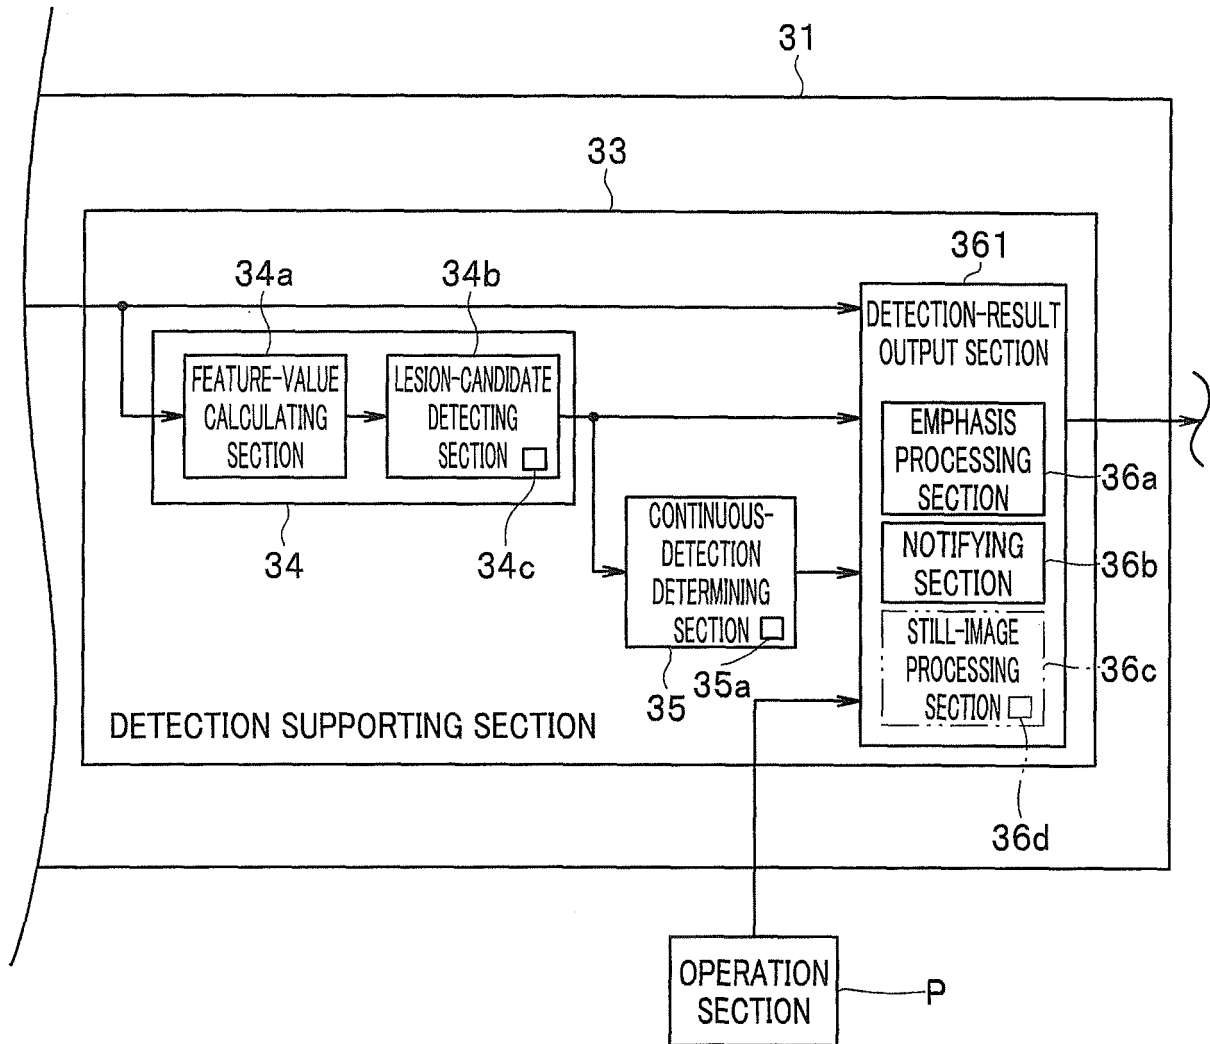 31
33
361
34a
34b
DETECTION-RESULT
OUTPUT SECTION
FEATURE-VALUE
CALCULATING
SECTION
LESION-CANDIDATE
DETECTING
SECTION
EMPHASIS
PROCESSING
SECTION
36a
34
34c
CONTINUOUS-
DETECTION
DETERMINING
SECTION
NOTIFYING
SECTION
36b
STILL-IMAGE
PROCESSING
SECTION
36c
35
35a
DETECTION SUPPORTING SECTION
36d
OPERATION
SECTION
P